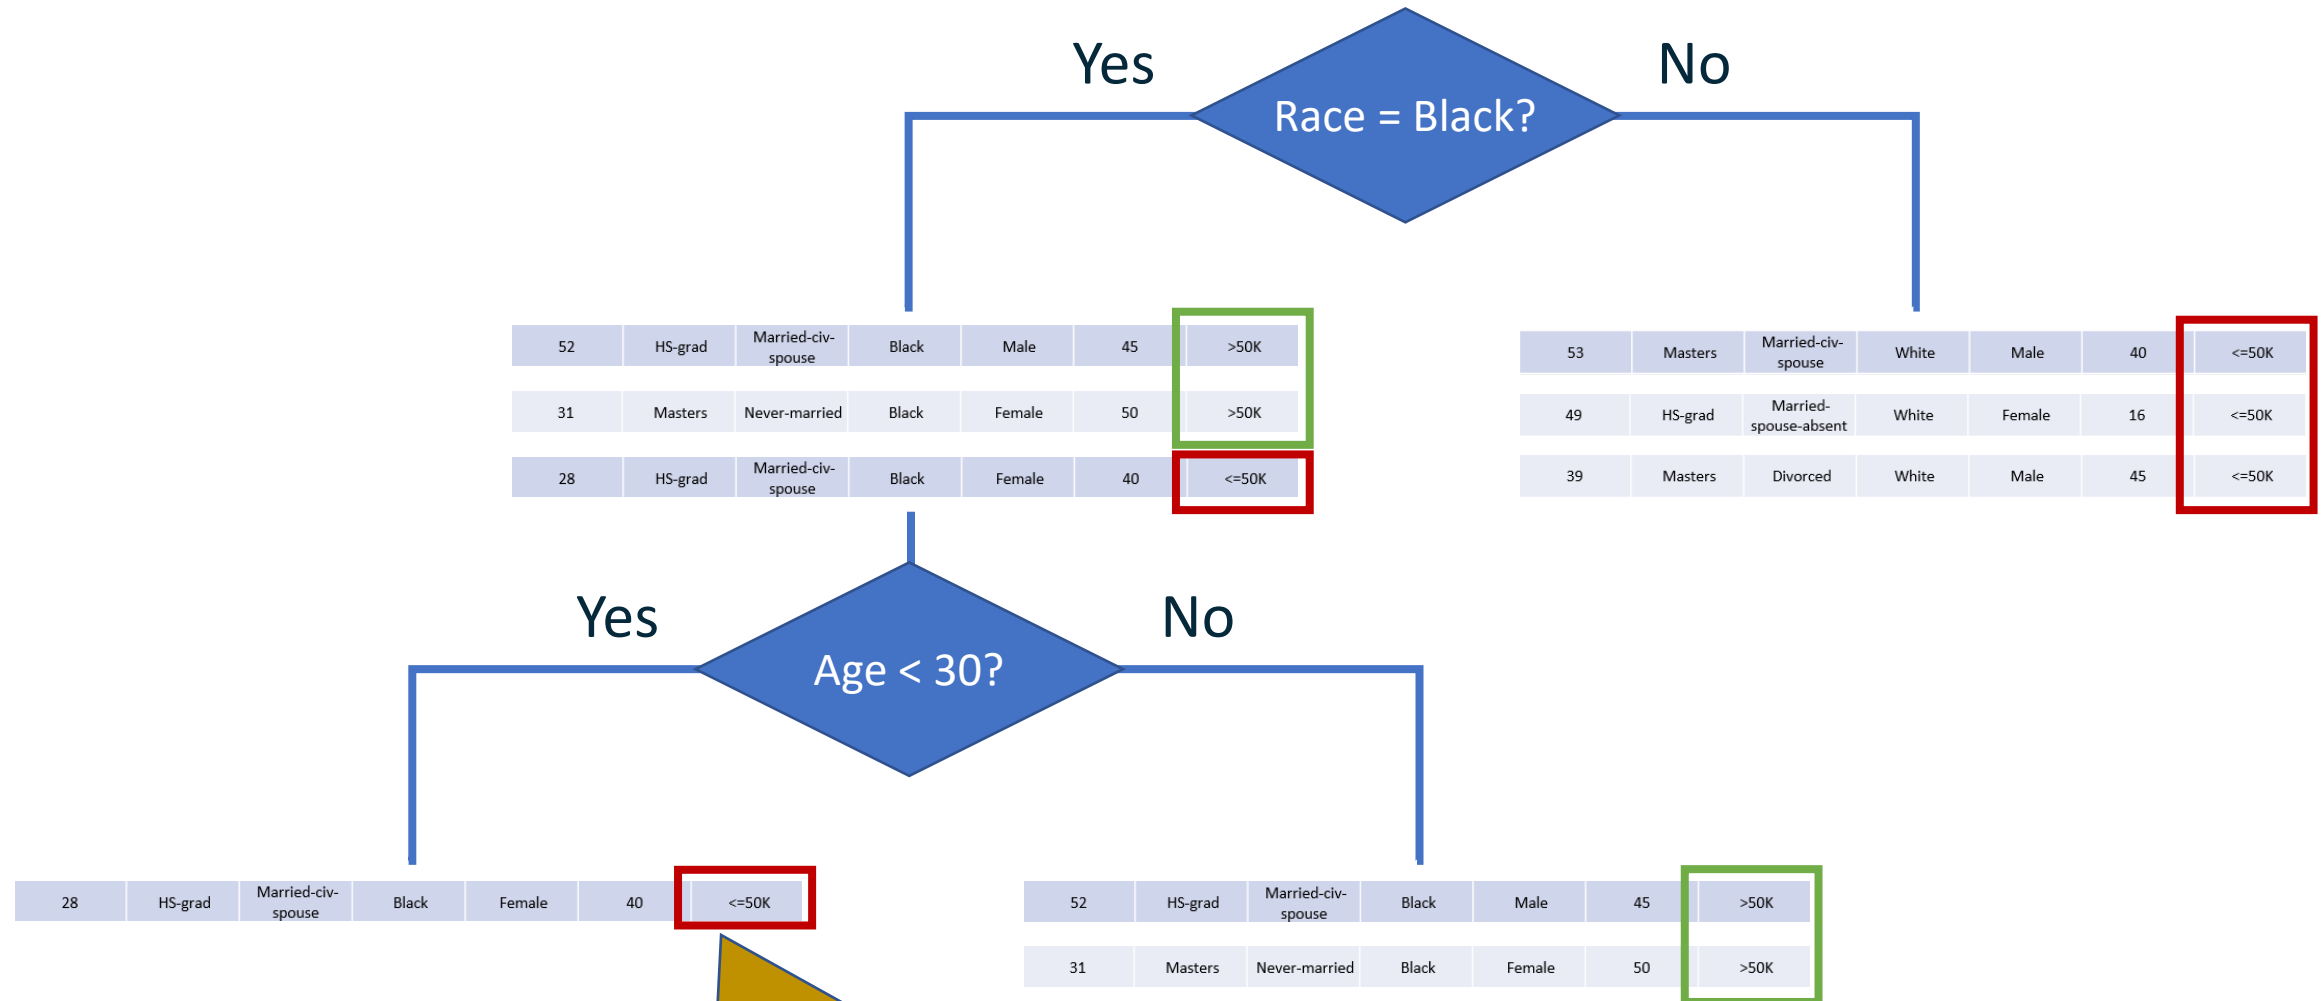 Yes No
Race = Black?
52 HS-grad Married-civ-spouse Black Male 45 >50K
31 Masters Never-married Black Female 50 >50K
28 HS-grad Married-civ-spouse Black Female 40 <=50K
53 Masters Married-civ-spouse White Male 40 <=50K
49 HS-grad Married-spouse-absent White Female 16 <=50K
39 Masters Divorced White Male 45 <=50K
Yes No
Age < 30?
28 HS-grad Married-civ-spouse Black Female 40 <=50K
52 HS-grad Married-civ-spouse Black Male 45 >50K
31 Masters Never-married Black Female 50 >50K